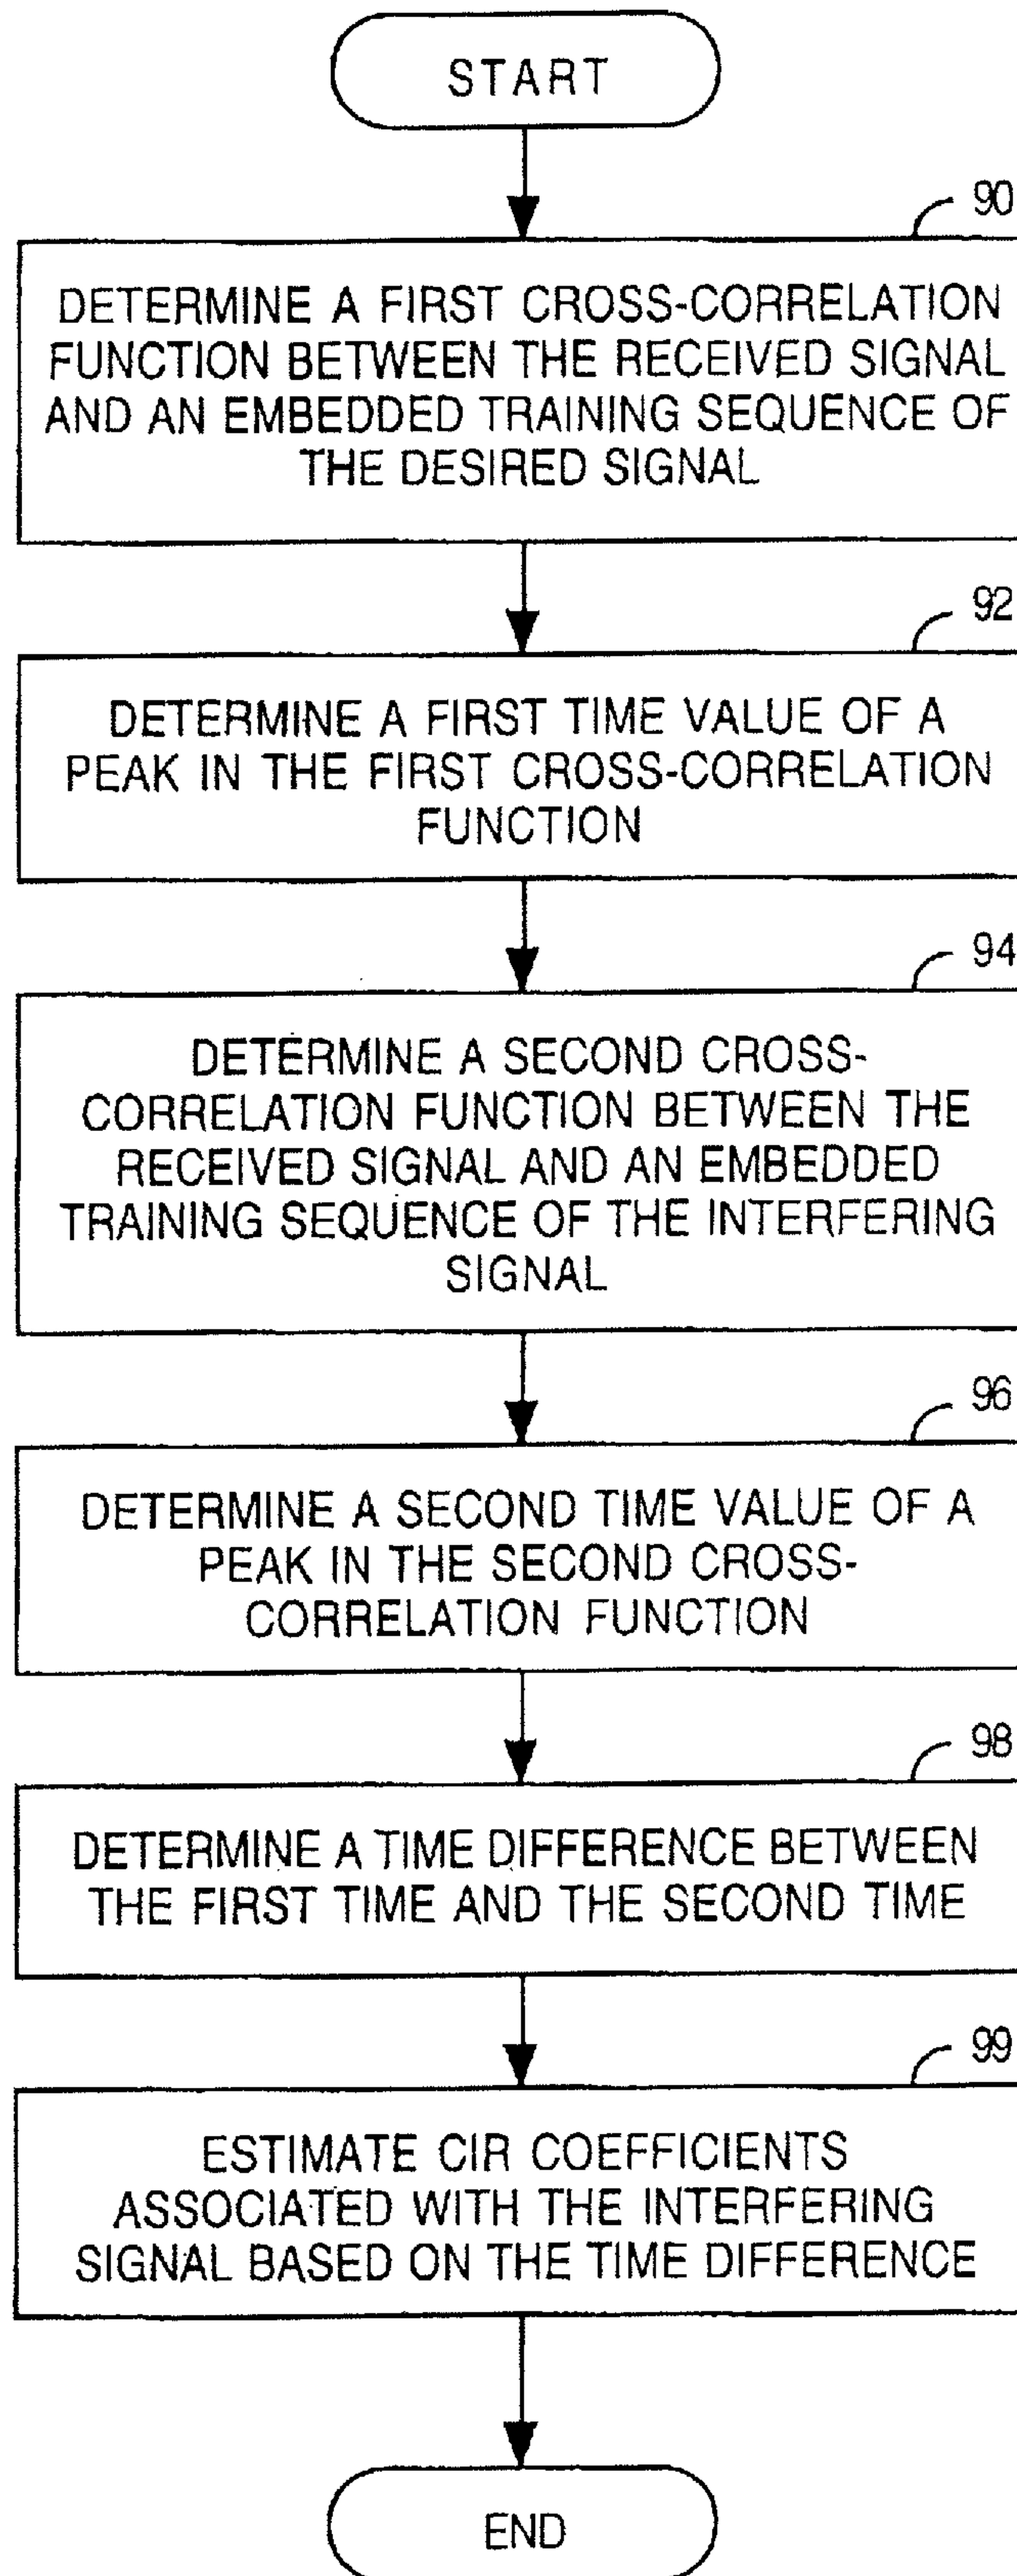 START
90
DETERMINE A FIRST CROSS-CORRELATION
FUNCTION BETWEEN THE RECEIVED SIGNAL
AND AN EMBEDDED TRAINING SEQUENCE OF
THE DESIRED SIGNAL
92
DETERMINE A FIRST TIME VALUE OF A
PEAK IN THE FIRST CROSS-CORRELATION
FUNCTION
94
DETERMINE A SECOND CROSS-
CORRELATION FUNCTION BETWEEN THE
RECEIVED SIGNAL AND AN EMBEDDED
TRAINING SEQUENCE OF THE INTERFERING
SIGNAL
96
DETERMINE A SECOND TIME VALUE OF A
PEAK IN THE SECOND CROSS-
CORRELATION FUNCTION
98
DETERMINE A TIME DIFFERENCE BETWEEN
THE FIRST TIME AND THE SECOND TIME
99
ESTIMATE CIR COEFFICIENTS
ASSOCIATED WITH THE INTERFERING
SIGNAL BASED ON THE TIME DIFFERENCE
END